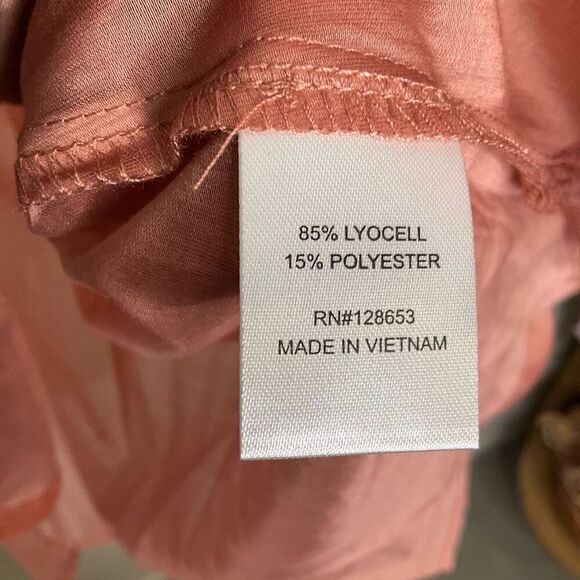 85% LYOCELL
15% POLYESTER
RN#128653
MADE IN VIETNAM